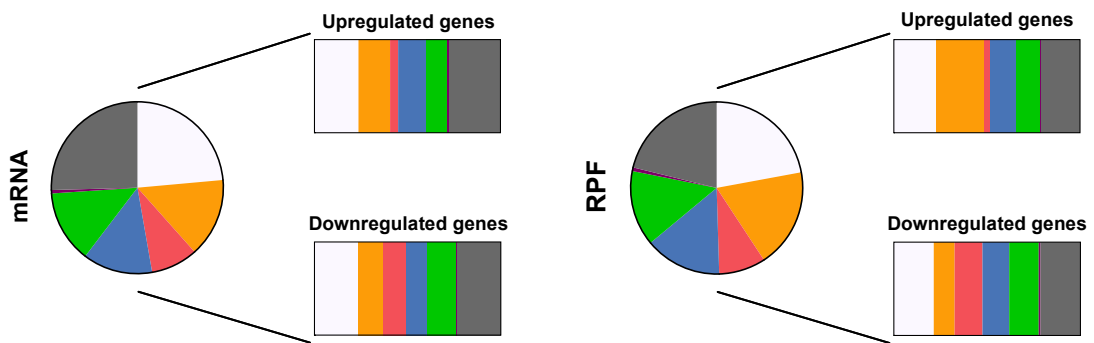 Upregulated genes
mRNA
Downregulated genes
Upregulated genes
RPF
Downregulated genes